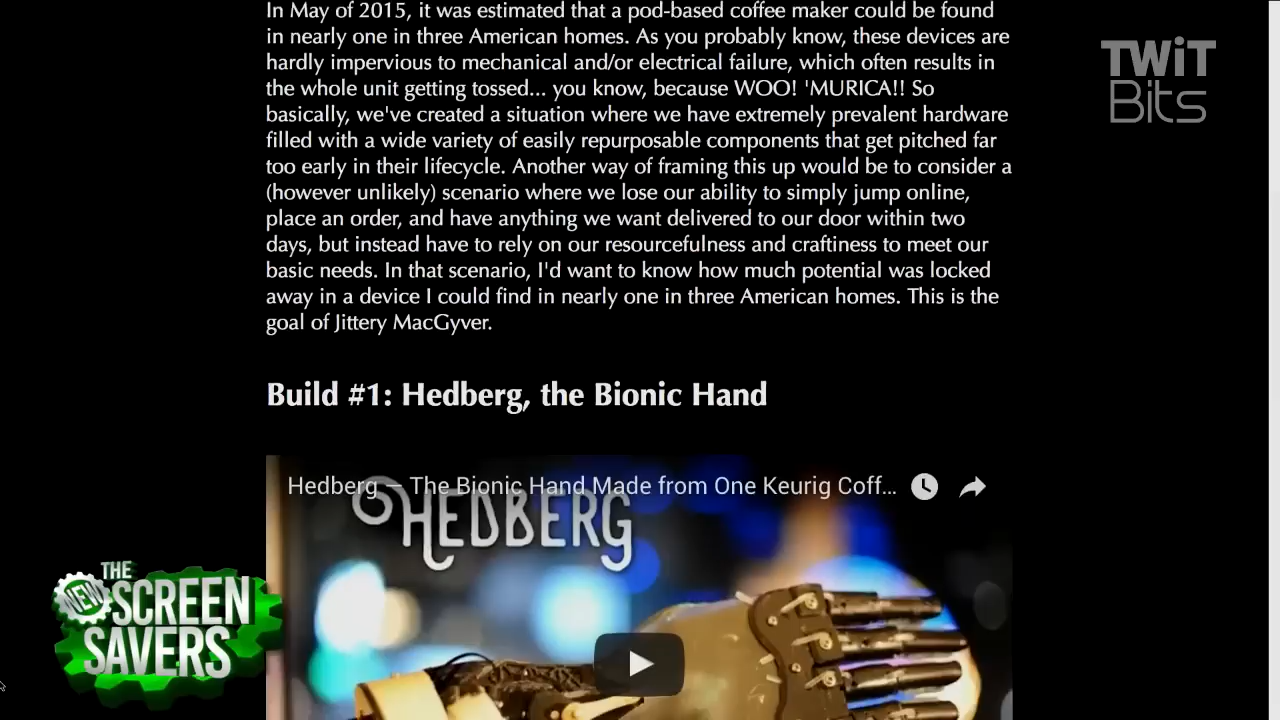 In May of 2015, it was estimated that a pod-based coffee maker could be found
in nearly one in three American homes. As you probably know, these devices are
hardly impervious to mechanical and/or electrical failure, which often results in
the whole unit getting tossed... you know, because WOO! 'MURICA!! So
basically, we've created a situation where we have extremely prevalent hardware
filled with a wide variety of easily repurposable components that get pitched far
too early in their lifecycle. Another way of framing this up would be to consider a
(however unlikely) scenario where we lose our ability to simply jump online,
place an order, and have anything we want delivered to our door within two
days, but instead have to rely on our resourcefulness and craftiness to meet our
basic needs. In that scenario, I'd want to know how much potential was locked
away in a device I could find in nearly one in three American homes. This is the
goal of Jittery MacGyver.
TWiT
Bits
Build #1: Hedberg, the Bionic Hand
Hedberg – The Bionic Hand Made from One Keurig Coff...
HEDBERG
THE
NEW SCREEN
SAVERS